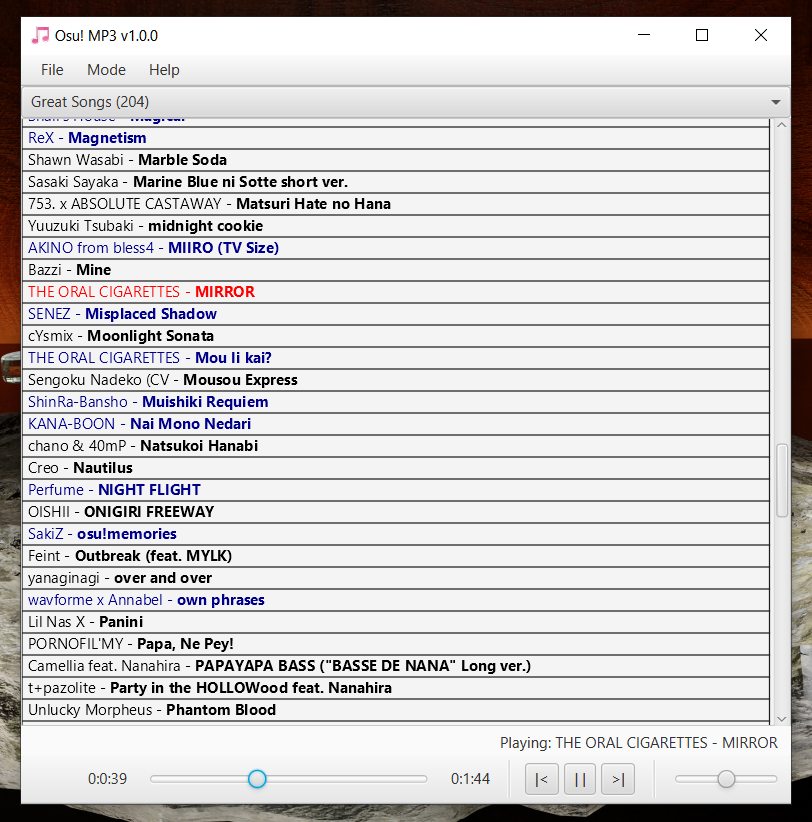 Osu! MP3 v1.0.0
File Mode Help
Great Songs (204)
ReX - Magnetism
Shawn Wasabi - Marble Soda
Sasaki Sayaka - Marine Blue ni Sotte short ver.
753. x ABSOLUTE CASTAWAY - Matsuri Hate no Hana
Yuuzuki Tsubaki - midnight cookie
AKINO from bless4 - MIIRO (TV Size)
Bazzi - Mine
THE ORAL CIGARETTES - MIRROR
SENEZ - Misplaced Shadow
cYsmix - Moonlight Sonata
THE ORAL CIGARETTES - Mou Ii kai?
Sengoku Nadeko (CV - Mousou Express
ShinRa-Bansho - Muishiki Requiem
KANA-BOON - Nai Mono Nedari
chano & 40mP - Natsukoi Hanabi
Creo - Nautilus
Perfume - NIGHT FLIGHT
OISHII - ONIGIRI FREEWAY
SakiZ - osu!memories
Feint - Outbreak (feat. MYLK)
yanaginagi - over and over
wavforme x Annabel - own phrases
Lil Nas X - Panini
PORNOFIL'MY - Papa, Ne Pey!
Camellia feat. Nanahira - PAPAYAPA BASS ("BASSE DE NANA" Long ver.)
t+pazolite - Party in the HOLLOWood feat. Nanahira
Unlucky Morpheus - Phantom Blood
Playing: THE ORAL CIGARETTES - MIRROR
0:0:39 0:1:44 |< || >|